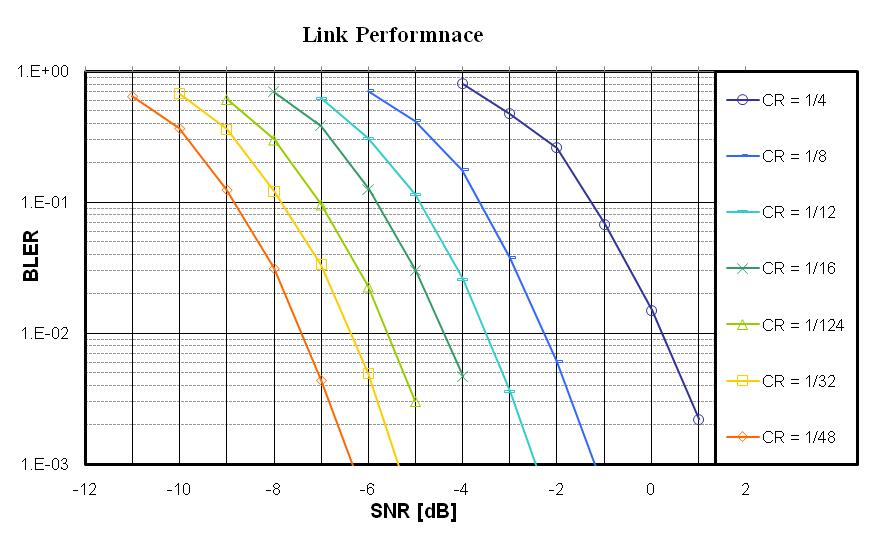 Link Performnace
1.E+00
1.E-01
1.E-02
1.E-03
BLER
-12 -10 -8 -6 -4 -2 0 2
SNR [dB]
CR = 1/4
CR = 1/8
CR = 1/12
CR = 1/16
CR = 1/124
CR = 1/32
CR = 1/48